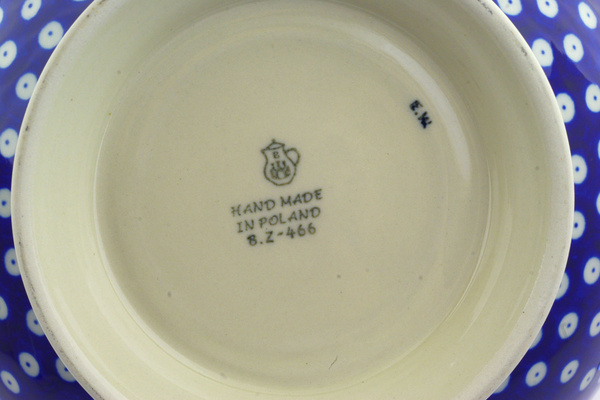 E.W.
HAND MADE
IN POLAND
B.Z-466